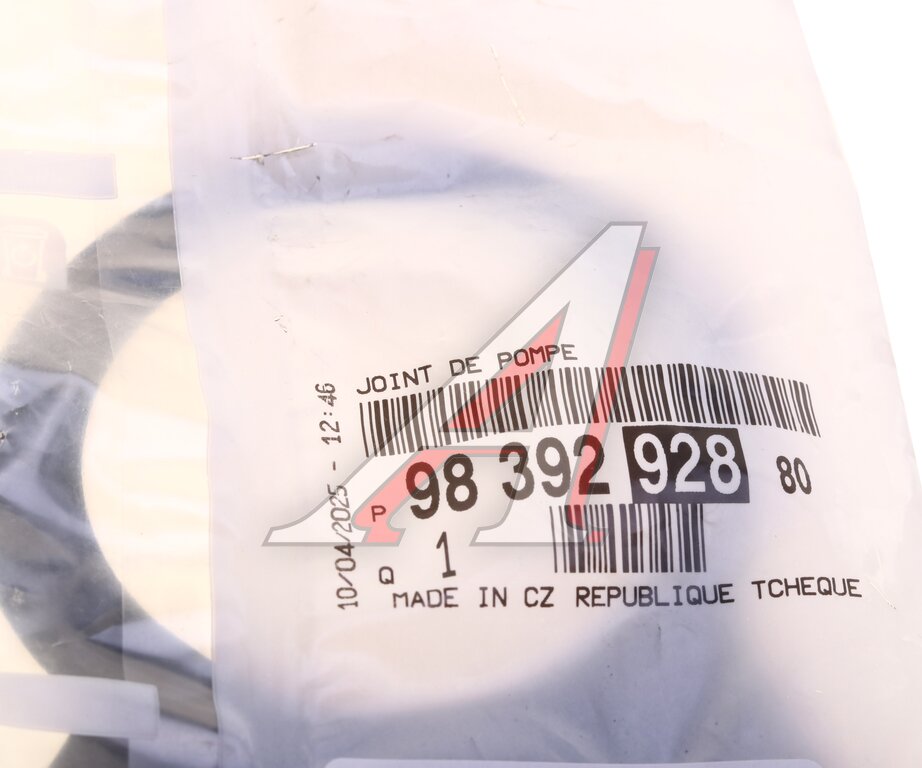 JOINT DE POMPE
P 98 392 928 80
Q 1
MADE IN CZ REPUBLIQUE TCHEQUE
10/04/2025 - 12:46